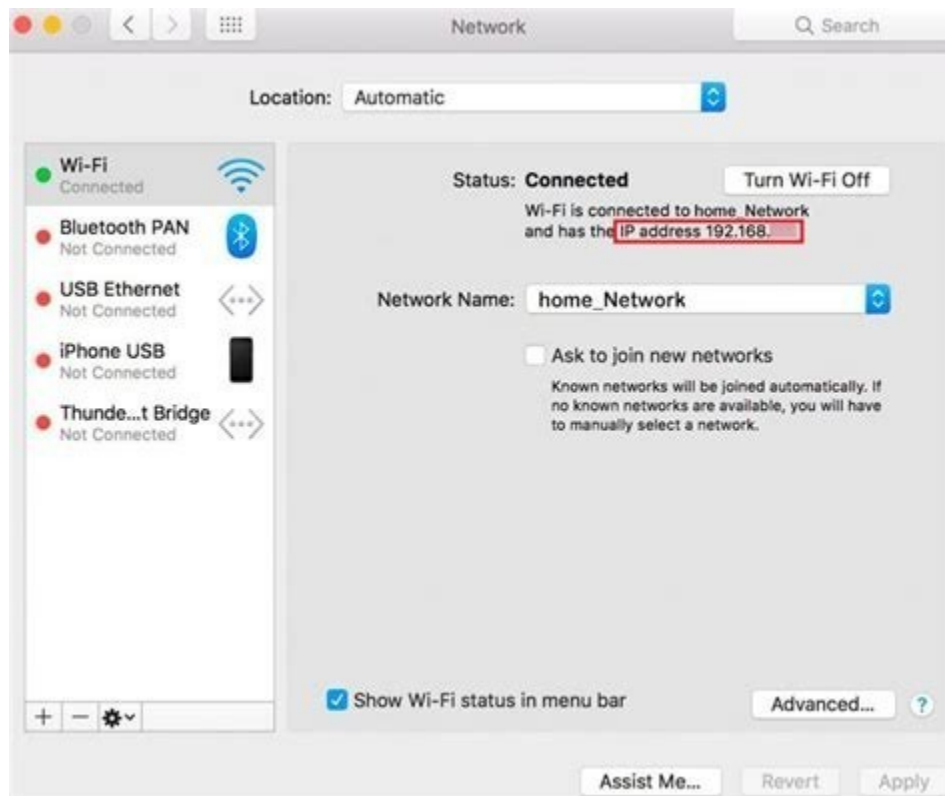 Network
Search
Location: Automatic
Wi-Fi
Connected
Bluetooth PAN
Not Connected
USB Ethernet
Not Connected
iPhone USB
Not Connected
Thunde...t Bridge
Not Connected
Status: Connected
Turn Wi-Fi Off
Wi-Fi is connected to home_Network
and has the IP address 192.168.
Network Name: home_Network
Ask to join new networks
Known networks will be joined automatically. If
no known networks are available, you will have
to manually select a network.
Show Wi-Fi status in menu bar
Advanced...
?
+ −
Assist Me...
Revert
Apply